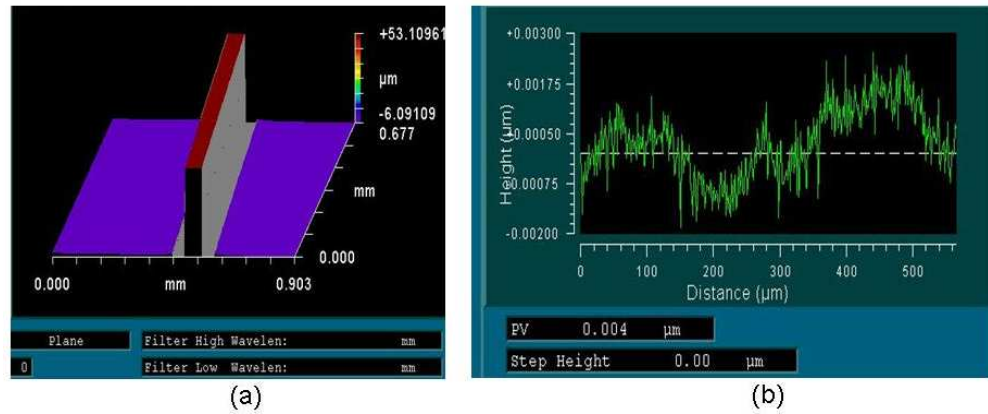 +53.10961
µm
-6.09109
0.677
mm
0.000
0.000
mm
0.903
Plane
Filter High Wavelen:
mm
0
Filter Low Wavelen:
mm
(a)
+0.00300
+0.00175
+0.00050
0.00075
-0.00200
Height (µm)
0
100
200
300
400
500
Distance (µm)
PV 0.004 µm
Step Height 0.00 µm
(b)